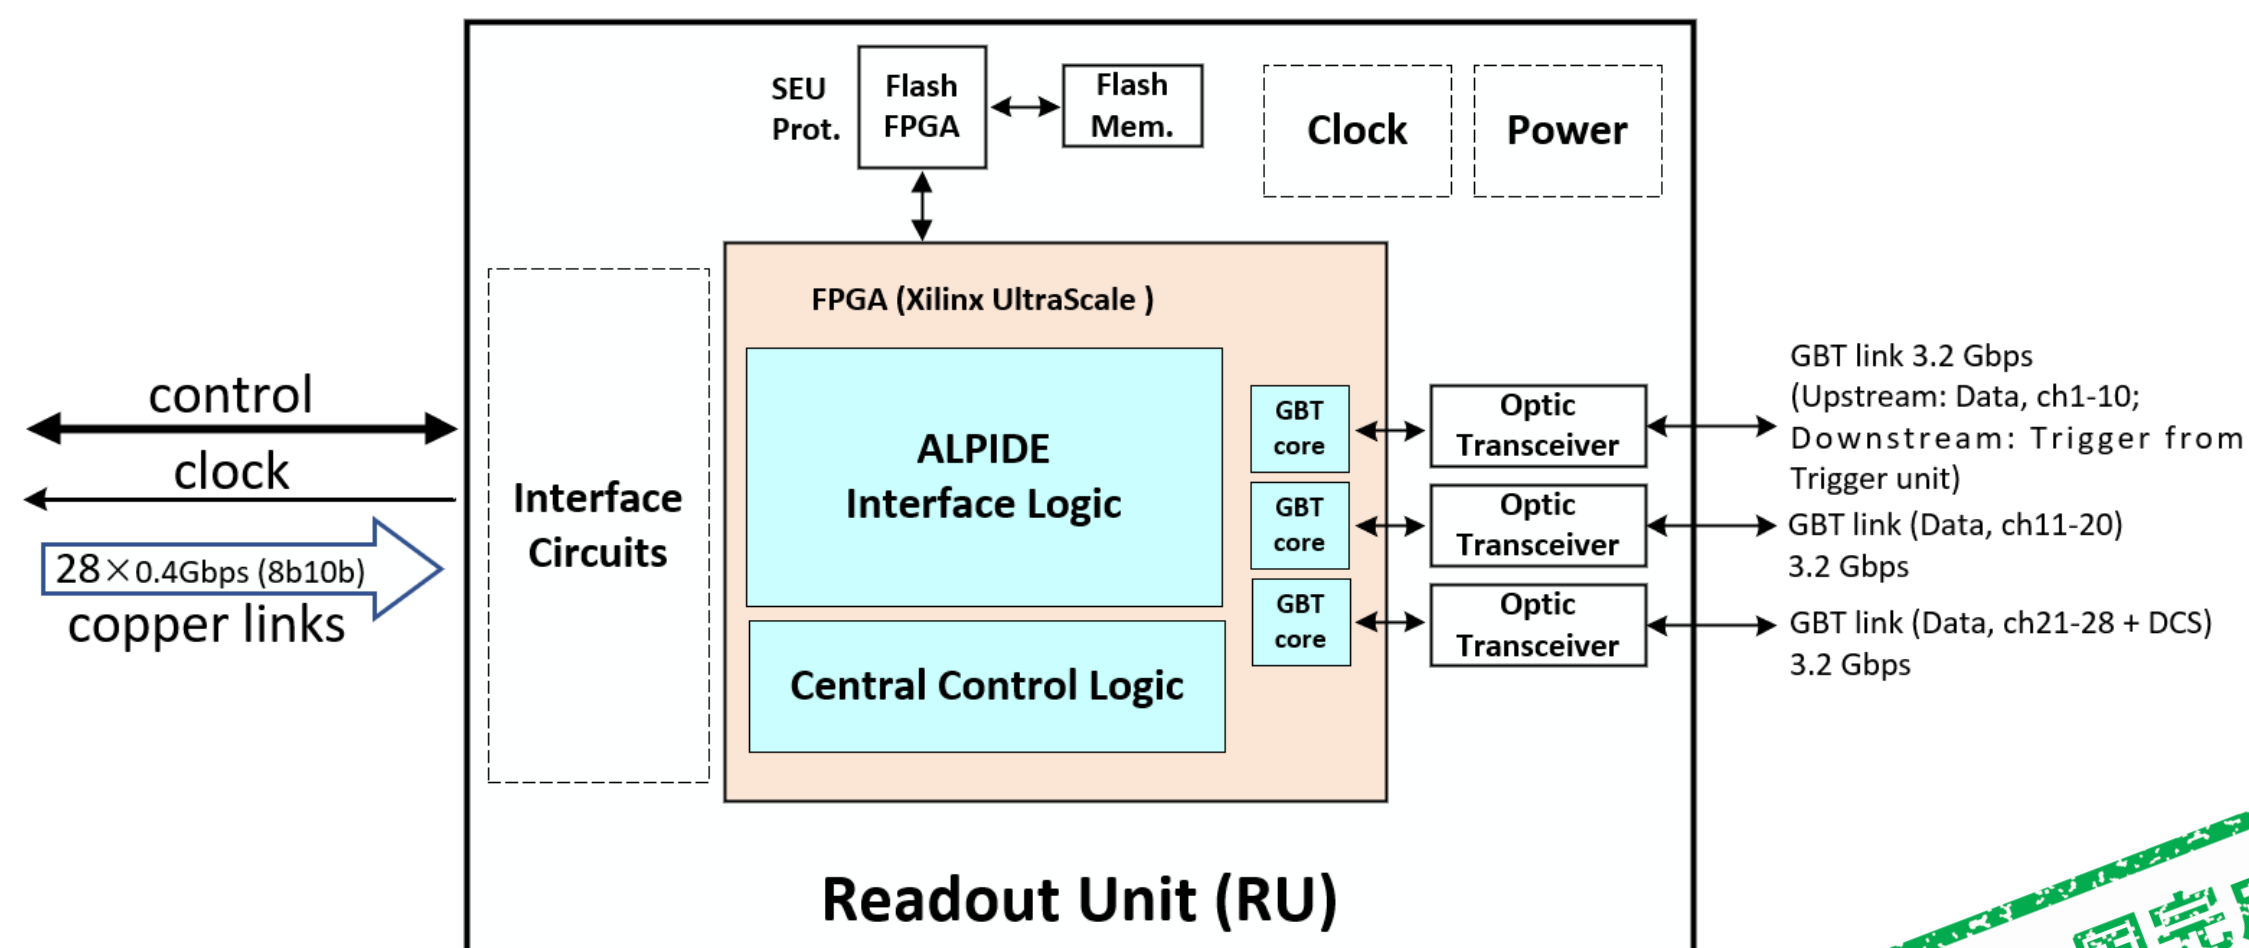 SEU
Prot.
Flash
FPGA
Flash
Mem.
Clock
Power
FPGA (Xilinx UltraScale )
control
clock
28×0.4Gbps (8b10b)
copper links
Interface
Circuits
ALPIDE
Interface Logic
Central Control Logic
GBT
core
GBT
core
GBT
core
Optic
Transceiver
Optic
Transceiver
Optic
Transceiver
GBT link 3.2 Gbps
(Upstream: Data, ch1-10;
Downstream: Trigger from
Trigger unit)
GBT link (Data, ch11-20)
3.2 Gbps
GBT link (Data, ch21-28 + DCS)
3.2 Gbps
Readout Unit (RU)